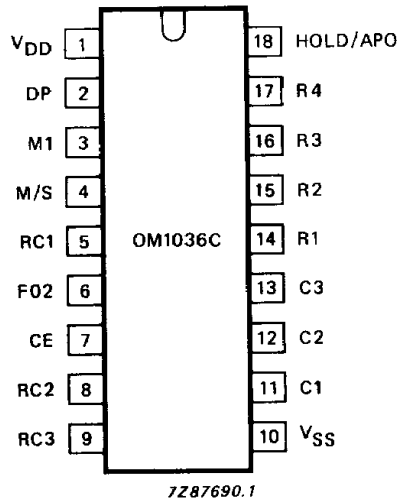 VDD 1 18 HOLD/APO
DP 2 17 R4
M1 3 16 R3
M/S 4 15 R2
RC1 5 OM1036C 14 R1
F02 6 13 C3
CE 7 12 C2
RC2 8 11 C1
RC3 9 10 VSS
7Z87690.1